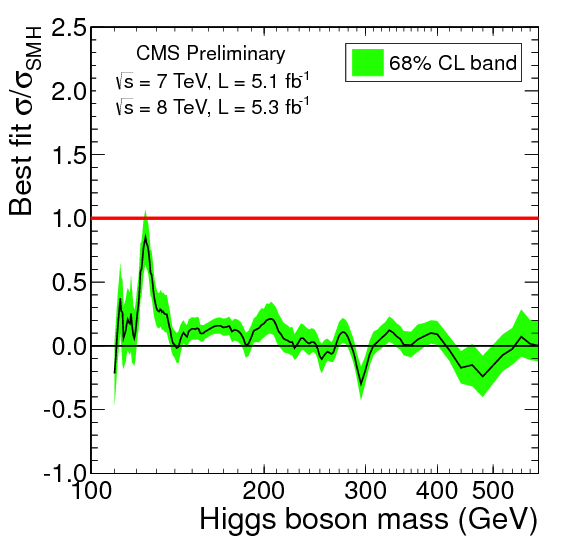 CMS Preliminary
√s = 7 TeV, L = 5.1 fb⁻¹
√s = 8 TeV, L = 5.3 fb⁻¹
68% CL band
Best fit σ/σSMH
2.5
2.0
1.5
1.0
0.5
0.0
-0.5
-1.0
100 200 300 400 500
Higgs boson mass (GeV)